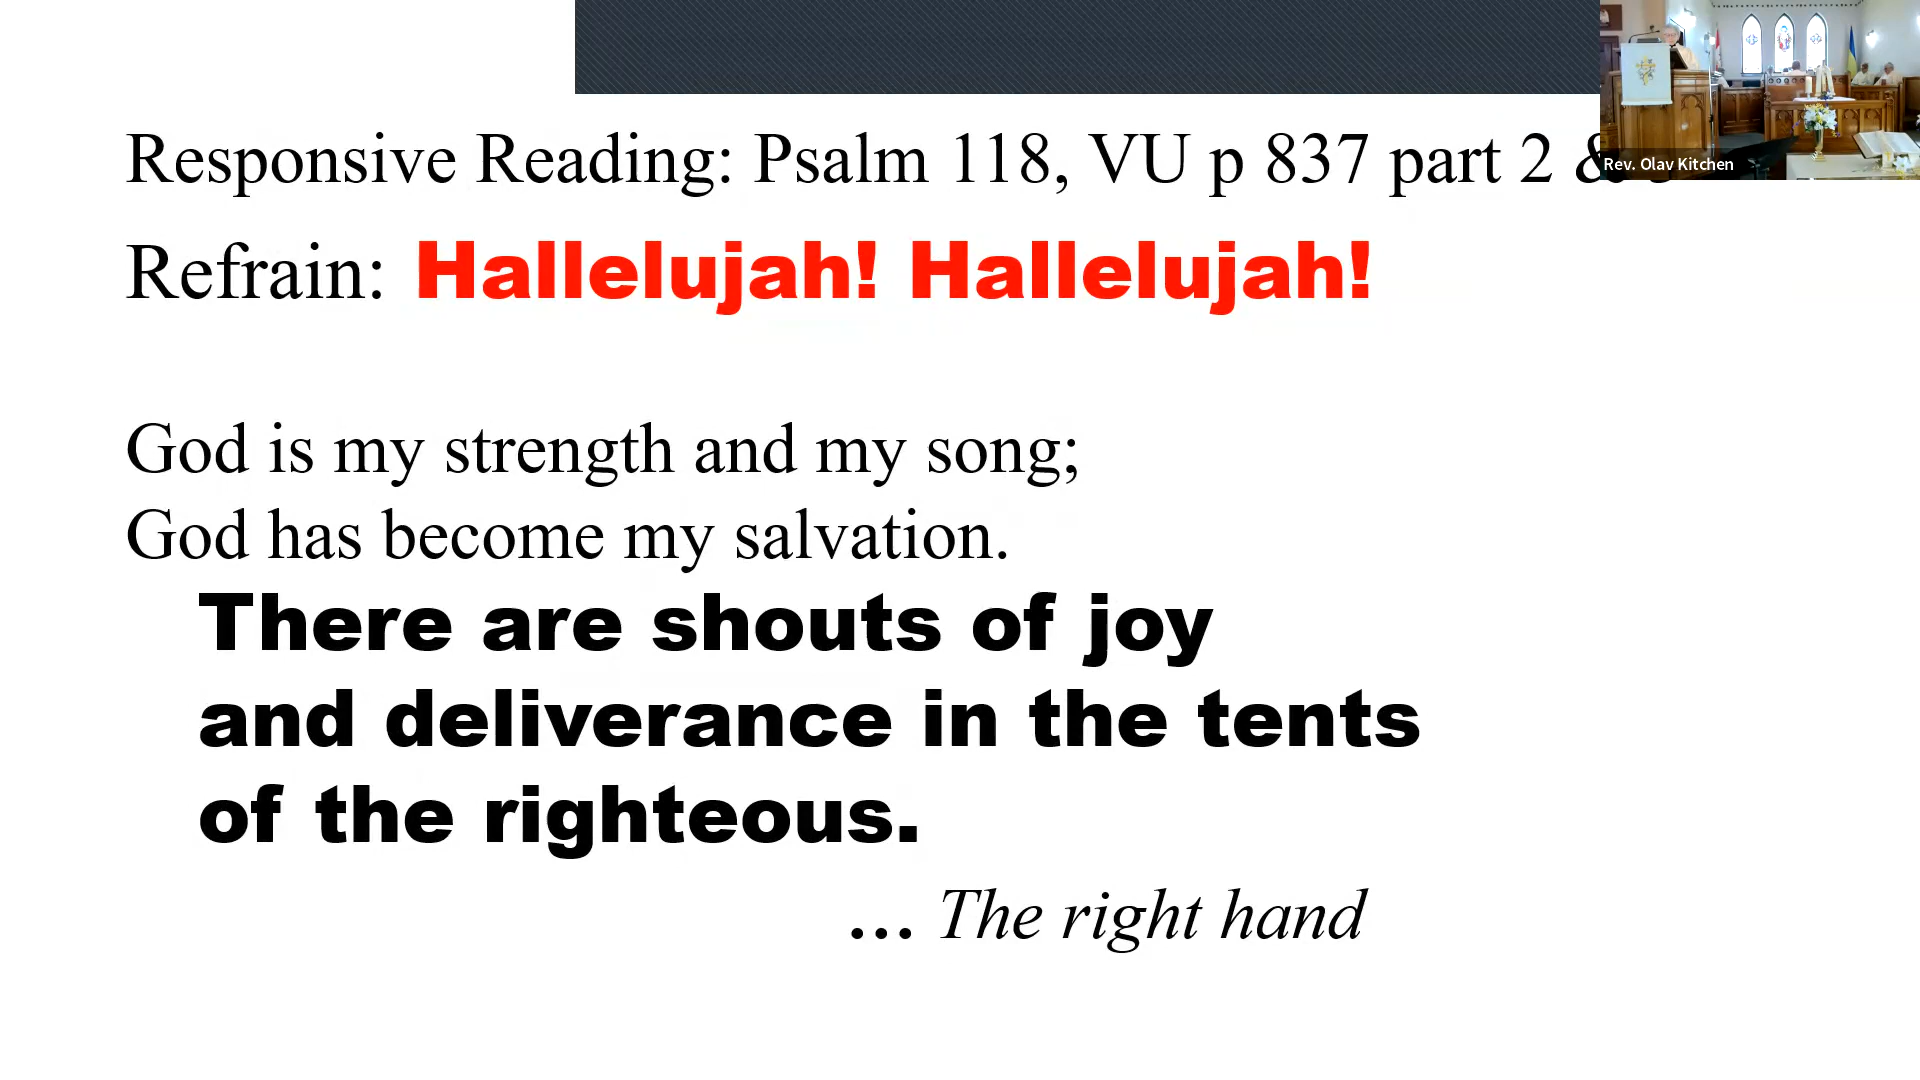 Responsive Reading: Psalm 118, VU p 837 part 2 &
Rev. Olav Kitchen
Refrain: Hallelujah! Hallelujah!
God is my strength and my song;
God has become my salvation.
There are shouts of joy
and deliverance in the tents
of the righteous.
... The right hand